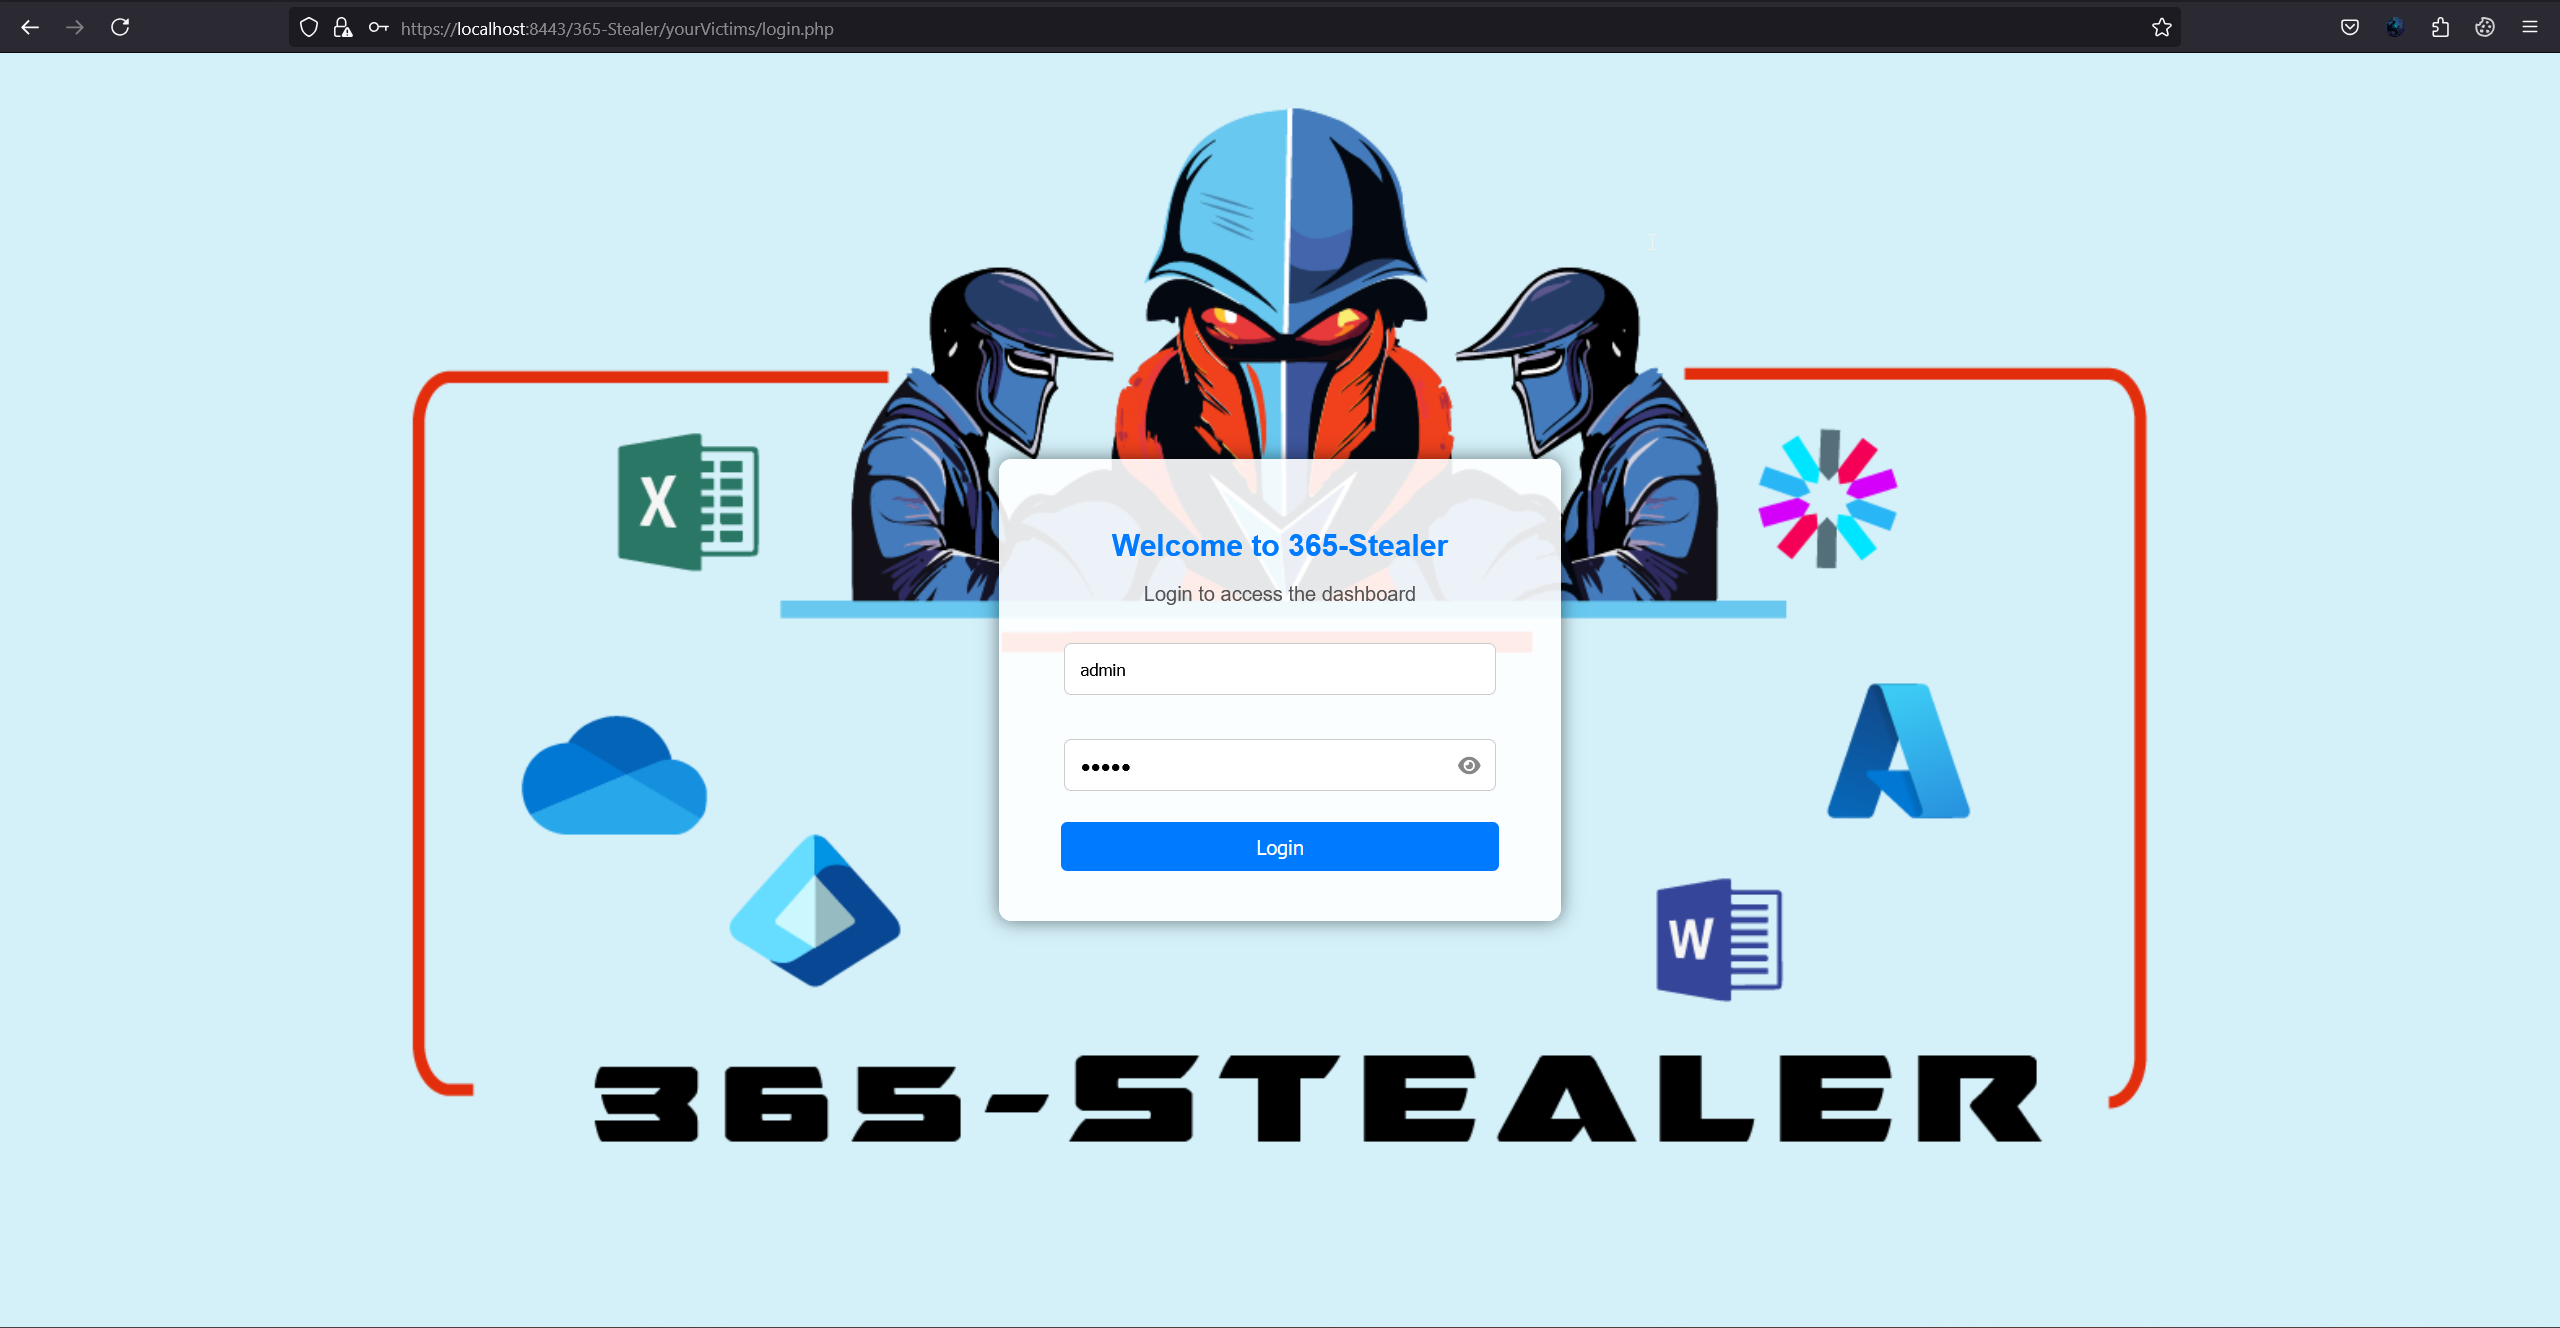 https://localhost:8443/365-Stealer/yourVictims/login.php
X
Welcome to 365-Stealer
Login to access the dashboard
admin
•••••
Login
W
365-STEALER